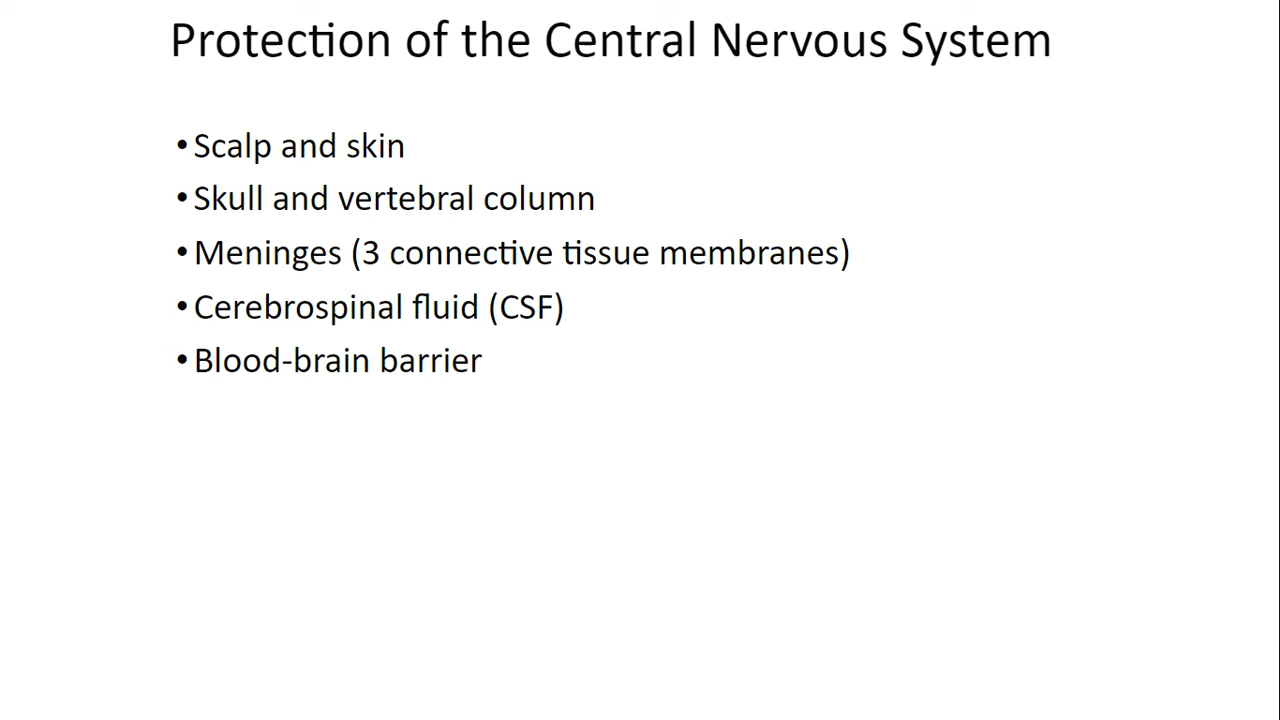 Protection of the Central Nervous System
•Scalp and skin
•Skull and vertebral column
•Meninges (3 connective tissue membranes)
•Cerebrospinal fluid (CSF)
•Blood-brain barrier